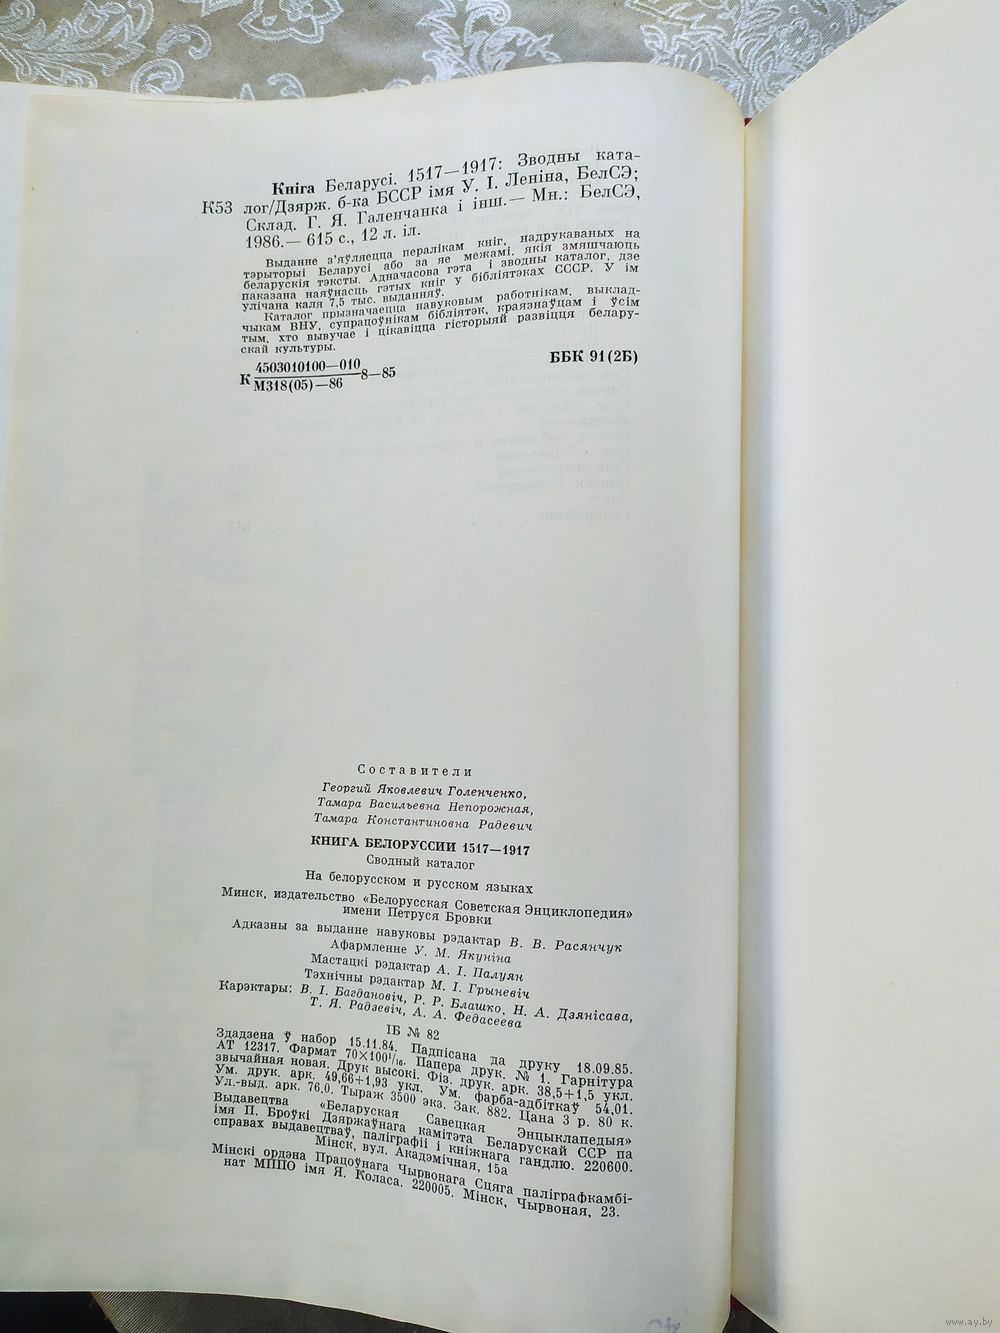 Кніга Беларусі. 1517—1917: Зводны ката-
К53 лог/Дзярж. б-ка БССР імя У. І. Леніна, БелСЭ;
Склад. Г. Я. Галенчанка і інш.— Мн.: БелСЭ,
1986.— 615 с., 12 л. іл.
Выданне з'яўляецца пералікам кніг, надрукаваных на
тэрыторыі Беларусі або за яе межамі, якія змяшчаюць
беларускія тэксты. Адначасова гэта і зводны каталог, дзе
паказана наяўнасць гэтых кніг у бібліятэках СССР. У ім
улічана каля 7,5 тыс. выданняў.
Каталог прызначаецца навуковым работнікам, выклад-
чыкам ВНУ, супрацоўнікам бібліятэк, краязнаўцам і ўсім
тым, хто вывучае і цікавіцца гісторыяй развіцця белару-
скай культуры.
К 4503010100—010
М318(05)—86 8—85
ББК 91(2Б)
Составители
Георгий Яковлевич Голенченко,
Тамара Васильевна Непорожная,
Тамара Константиновна Радевич
КНИГА БЕЛОРУССИИ 1517—1917
Сводный каталог
На белорусском и русском языках
Минск, издательство «Белорусская Советская Энциклопедия»
имени Петруся Бровки
Адказны за выданне навуковы рэдактар В. В. Расянчук
Афармленне У. М. Якуніна
Мастацкі рэдактар А. І. Палуян
Тэхнічны рэдактар М. І. Грыневіч
Карэктары: В. І. Багдановіч, Р. Р. Блашко, Н. А. Дзянісава,
Т. Я. Радзевіч, А. А. Федасеева
ІБ № 82
Здадзена ў набор 15.11.84. Падпісана да друку 18.09.85.
АТ 12317. Фармат 70×100¹/₁₆. Папера друк. № 1. Гарнітура
звычайная новая. Друк высокі. Фіз. друк. арк. 38,5+1,5 укл.
Ум. друк. арк. 49,66+1,93 укл. Ум. фарба-адбіткаў 54,01.
Ул.-выд. арк. 76,0. Тыраж 3500 экз. Зак. 882. Цана 3 р. 80 к.
Выдавецтва «Беларуская Савецкая Энцыклапедыя»
імя П. Броўкі Дзяржаўнага камітэта Беларускай ССР па
справах выдавецтваў, паліграфіі і кніжнага гандлю. 220600.
Мінск, вул. Акадэмічная, 15а
Мінскі ордэна Працоўнага Чырвонага Сцяга паліграфкамбі-
нат МППО імя Я. Коласа. 220005. Мінск, Чырвоная, 23.
www.ay.by